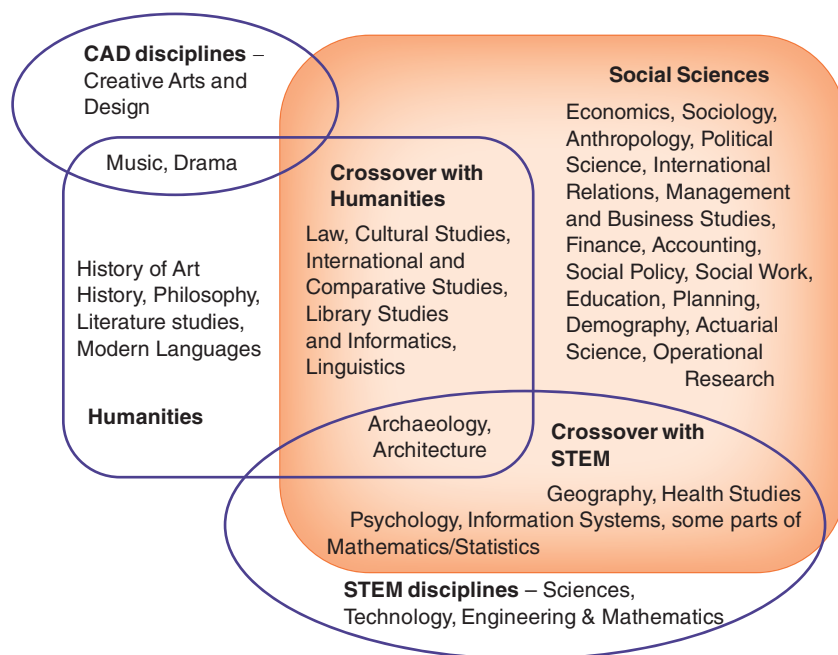 CAD disciplines –
Creative Arts and
Design
Music, Drama
History of Art
History, Philosophy,
Literature studies,
Modern Languages
Humanities
Crossover with
Humanities
Law, Cultural Studies,
International and
Comparative Studies,
Library Studies
and Informatics,
Linguistics
Archaeology,
Architecture
Social Sciences
Economics, Sociology,
Anthropology, Political
Science, International
Relations, Management
and Business Studies,
Finance, Accounting,
Social Policy, Social Work,
Education, Planning,
Demography, Actuarial
Science, Operational
Research
Crossover with
STEM
Geography, Health Studies
Psychology, Information Systems, some parts of
Mathematics/Statistics
STEM disciplines – Sciences,
Technology, Engineering & Mathematics